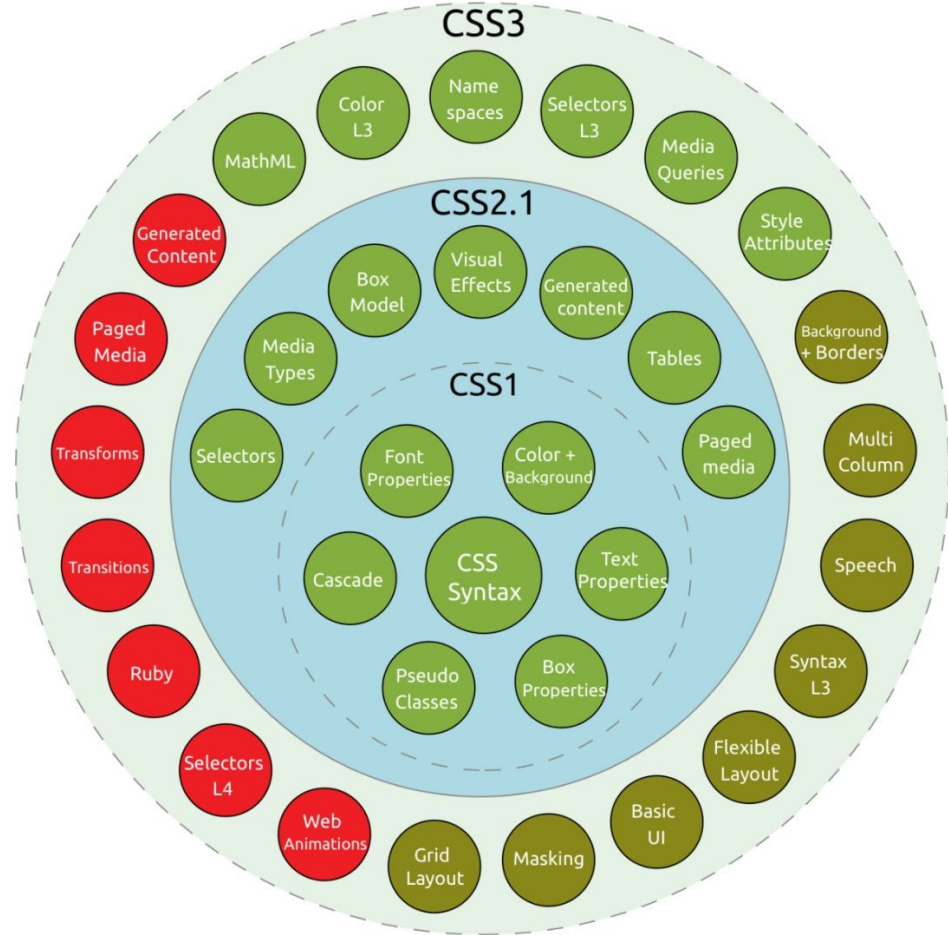 CSS3
Name
spaces
Selectors
L3
Media
Queries
Style
Attributes
Background
+ Borders
Multi
Column
Speech
Syntax
L3
Flexible
Layout
Basic
UI
Masking
Grid
Layout
Web
Animations
Selectors
L4
Ruby
Transitions
Transforms
Paged
Media
Generated
Content
MathML
Color
L3
CSS2.1
Selectors
Media
Types
Box
Model
Visual
Effects
Generated
content
Tables
Paged
media
CSS1
Font
Properties
Color +
Background
Cascade
CSS
Syntax
Text
Properties
Pseudo
Classes
Box
Properties